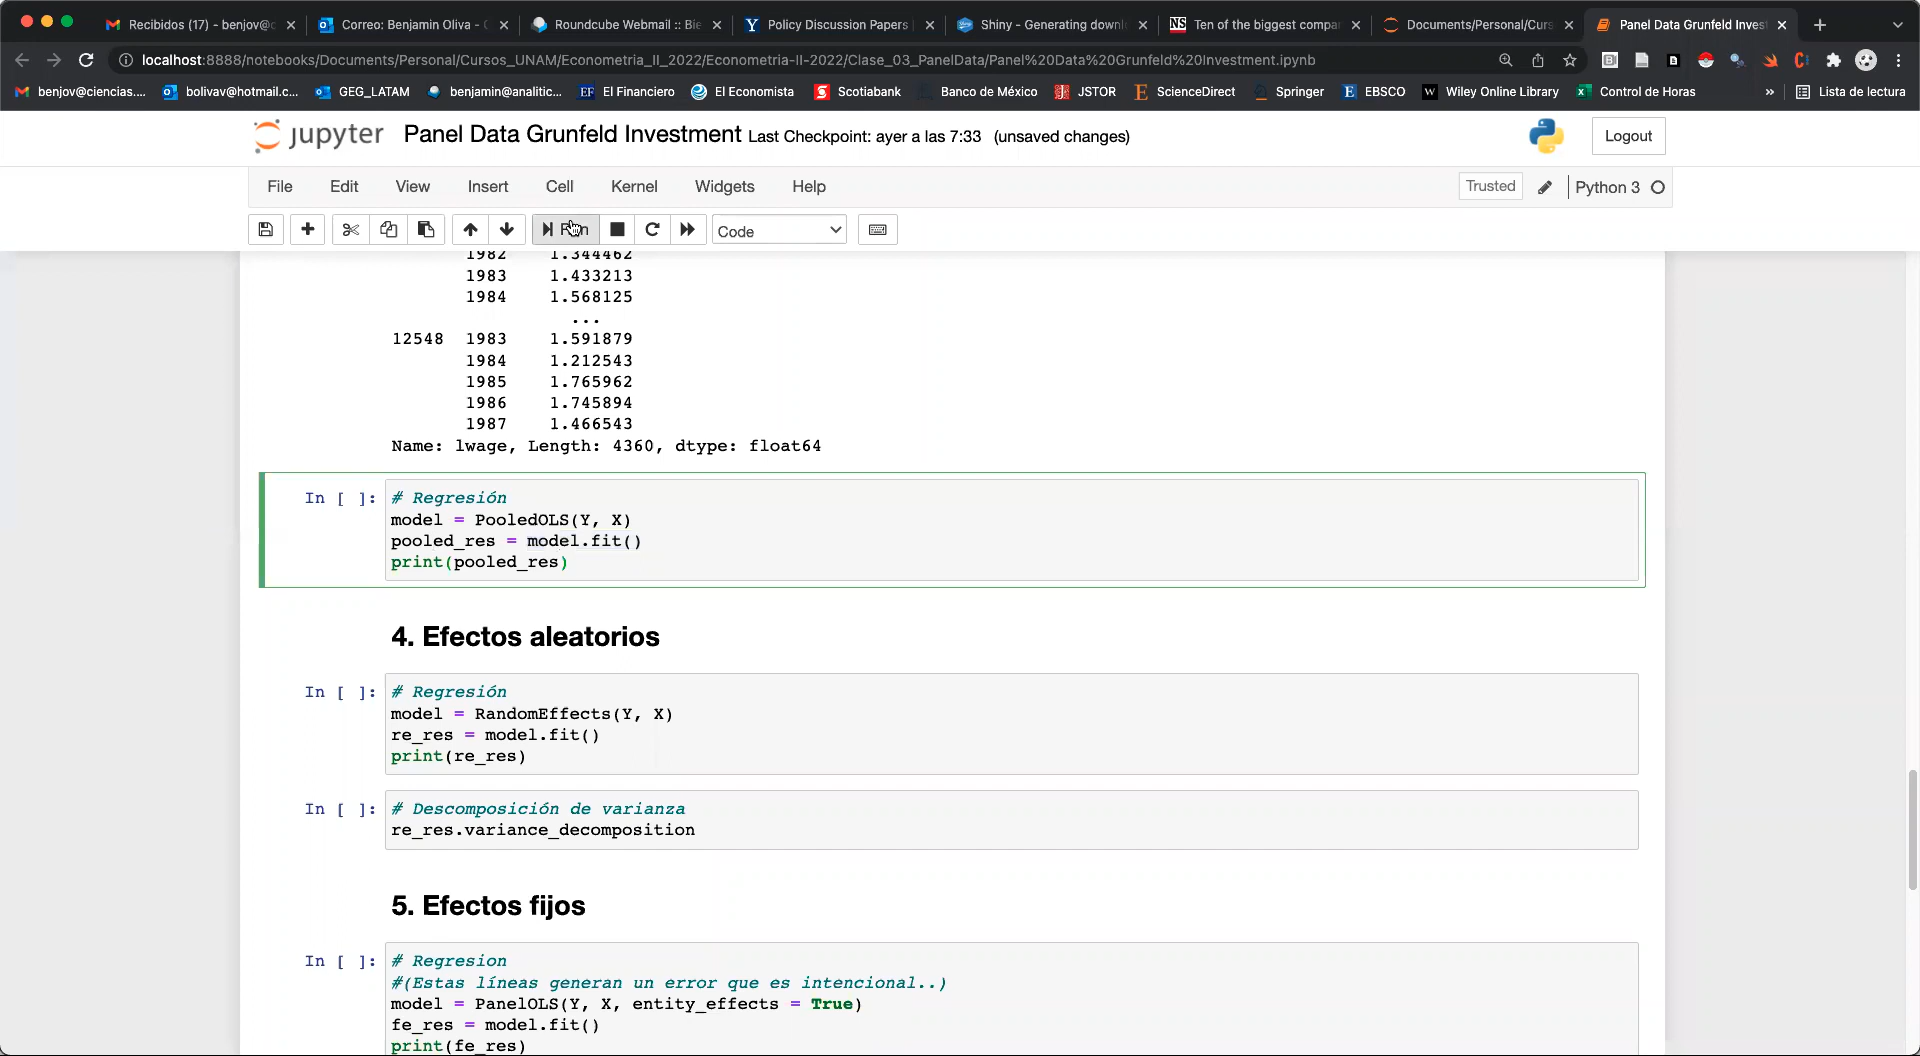 Recibidos (17) - benjov@c
Correo: Benjamin Oliva -
Roundcube Webmail :: Bie
Policy Discussion Papers
Shiny - Generating downl
Ten of the biggest compa
Documents/Personal/Curs
Panel Data Grunfeld Inves
localhost:8888/notebooks/Documents/Personal/Cursos_UNAM/Econometria_II_2022/Econometria-II-2022/Clase_03_PanelData/Panel%20Data%20Grunfeld%20Investment.ipynb
benjov@ciencias.... bolivav@hotmail.c... GEG_LATAM benjamin@analitic... El Financiero El Economista Scotiabank Banco de México JSTOR ScienceDirect Springer EBSCO Wiley Online Library Control de Horas » Lista de lectura
jupyter Panel Data Grunfeld Investment Last Checkpoint: ayer a las 7:33 (unsaved changes) Logout
File Edit View Insert Cell Kernel Widgets Help Trusted Python 3
Run Code
1982 1.344462
1983 1.433213
1984 1.568125
...
12548 1983 1.591879
1984 1.212543
1985 1.765962
1986 1.745894
1987 1.466543
Name: lwage, Length: 4360, dtype: float64
In [ ]: # Regresión
model = PooledOLS(Y, X)
pooled_res = model.fit()
print(pooled_res)
4. Efectos aleatorios
In [ ]: # Regresión
model = RandomEffects(Y, X)
re_res = model.fit()
print(re_res)
In [ ]: # Descomposición de varianza
re_res.variance_decomposition
5. Efectos fijos
In [ ]: # Regresion
#(Estas líneas generan un error que es intencional..)
model = PanelOLS(Y, X, entity_effects = True)
fe_res = model.fit()
print(fe_res)